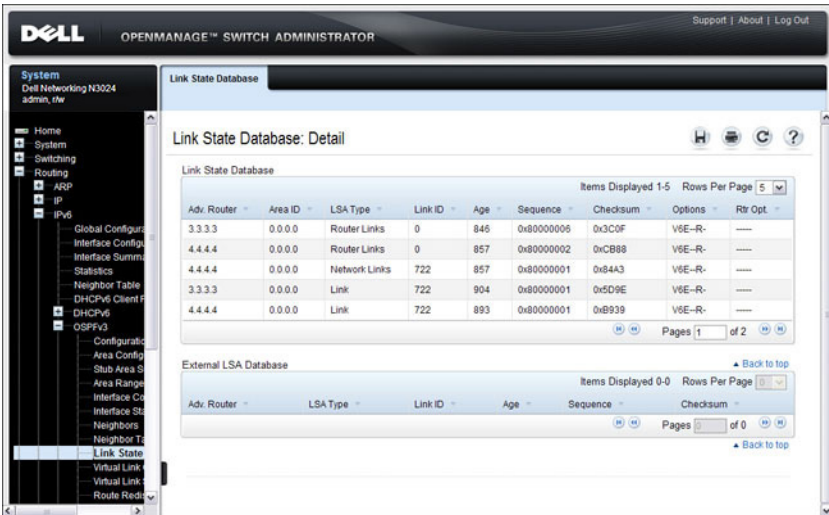 Support | About | Log Out
DELL OPENMANAGE™ SWITCH ADMINISTRATOR
System
Dell Networking N3024
admin, r/w
Home
System
Switching
Routing
ARP
IP
IPv6
Global Configura
Interface Configu
Interface Summa
Statistics
Neighbor Table
DHCPv6 Client P
DHCPv6
OSPFv3
Configuratio
Area Config
Stub Area S
Area Range
Interface Co
Interface Sta
Neighbors
Neighbor Ta
Link State
Virtual Link
Virtual Link
Route Redis
Link State Database
Link State Database: Detail
Link State Database
Items Displayed 1-5 Rows Per Page 5
Adv. Router Area ID LSA Type Link ID Age Sequence Checksum Options Rtr Opt.
3.3.3.3 0.0.0.0 Router Links 0 846 0x80000006 0x3C0F V6E--R- -----
4.4.4.4 0.0.0.0 Router Links 0 857 0x80000002 0xCB88 V6E--R- -----
4.4.4.4 0.0.0.0 Network Links 722 857 0x80000001 0x84A3 V6E--R- -----
3.3.3.3 0.0.0.0 Link 722 904 0x80000001 0x5D9E V6E--R- -----
4.4.4.4 0.0.0.0 Link 722 893 0x80000001 0xB939 V6E--R- -----
Pages 1 of 2
Back to top
External LSA Database
Items Displayed 0-0 Rows Per Page 0
Adv. Router LSA Type Link ID Age Sequence Checksum
Pages 0 of 0
Back to top